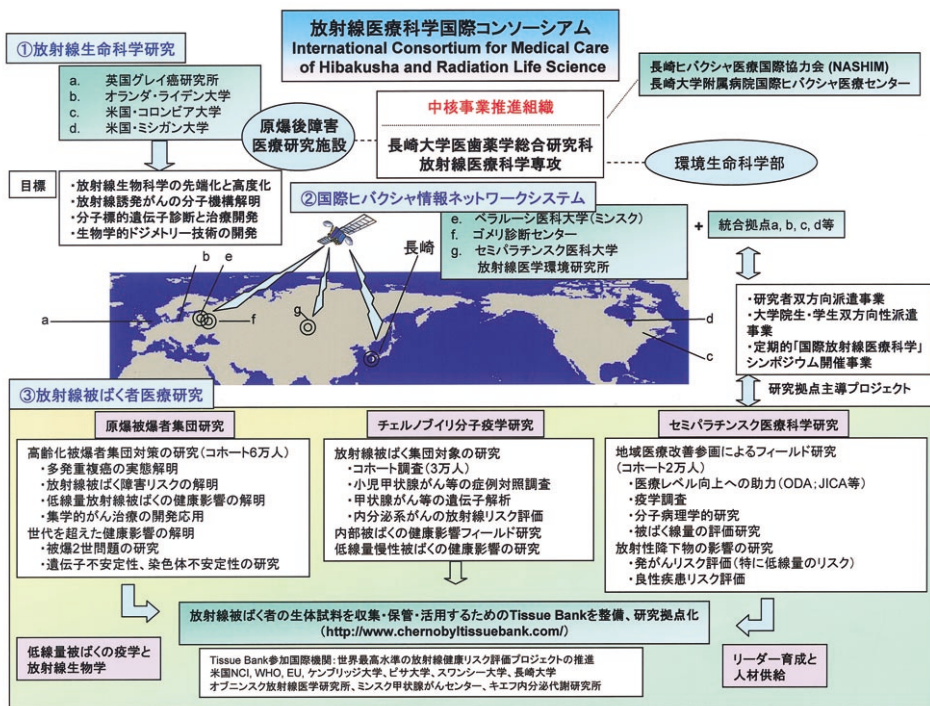 放射線医療科学国際コンソーシアム
International Consortium for Medical Care
of Hibakusha and Radiation Life Science
①放射線生命科学研究
a. 英国グレイ癌研究所
b. オランダ・ライデン大学
c. 米国・コロンビア大学
d. 米国・ミシガン大学
原爆後障害
医療研究施設
中核事業推進組織
長崎大学医歯薬学総合研究科
放射線医療科学専攻
長崎ヒバクシャ医療国際協力会 (NASHIM)
長崎大学附属病院国際ヒバクシャ医療センター
環境生命科学部
目標
・放射線生物科学の先端化と高度化
・放射線誘発がんの分子機構解明
・分子標的遺伝子診断と治療開発
・生物学的ドジメトリー技術の開発
②国際ヒバクシャ情報ネットワークシステム
e. ベラルーシ医科大学(ミンスク)
f. ゴメリ診断センター
g. セミパラチンスク医科大学
放射線医学環境研究所
+
統合拠点a, b, c, d等
長崎
b
e
a
f
g
d
c
・研究者双方向派遣事業
・大学院生・学生双方向性派遣
事業
・定期的「国際放射線医療科学」
シンポジウム開催事業
研究拠点主導プロジェクト
③放射線被ばく者医療研究
原爆被爆者集団研究
高齢化被爆者集団対策の研究(コホート6万人)
・多発重複癌の実態解明
・放射線被ばく障害リスクの解明
・低線量放射線被ばくの健康影響の解明
・集学的がん治療の開発応用
世代を超えた健康影響の解明
・被爆2世問題の研究
・遺伝子不安定性、染色体不安定性の研究
チェルノブイリ分子疫学研究
放射線被ばく集団対象の研究
・コホート調査(3万人)
・小児甲状腺がん等の症例対照調査
・甲状腺がん等の遺伝子解析
・内分泌系がんの放射線リスク評価
内部被ばくの健康影響フィールド研究
低線量慢性被ばくの健康影響の研究
セミパラチンスク医療科学研究
地域医療改善参画によるフィールド研究
(コホート2万人)
・医療レベル向上への助力(ODA;JICA等)
・疫学調査
・分子病理学的研究
・被ばく線量の評価研究
放射性降下物の影響の研究
・発がんリスク評価(特に低線量のリスク)
・良性疾患リスク評価
放射線被ばく者の生体試料を収集・保管・活用するためのTissue Bankを整備、研究拠点化
(http://www.chernobyltissuebank.com/)
低線量被ばくの疫学と
放射線生物学
Tissue Bank参加国際機関: 世界最高水準の放射線健康リスク評価プロジェクトの推進
米国NCI, WHO, EU, ケンブリッジ大学、ピサ大学、スワンシー大学、長崎大学
オブニンスク放射線医学研究所、ミンスク甲状腺がんセンター、キエフ内分泌代謝研究所
リーダー育成と
人材供給